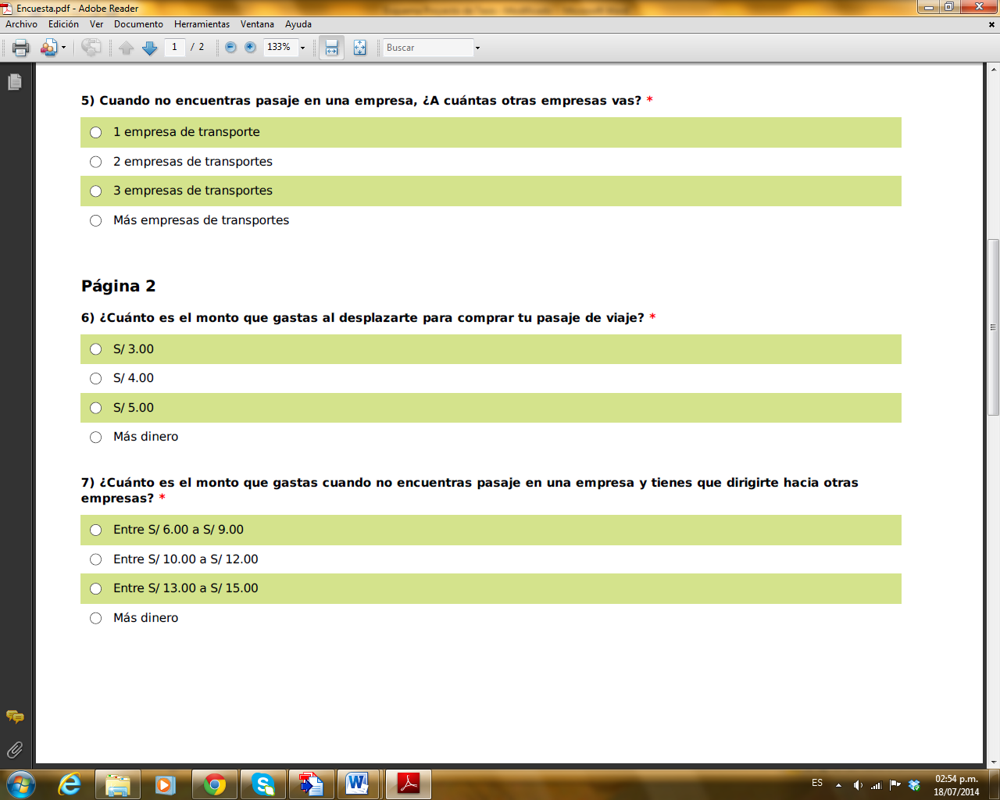 Encuesta.pdf - Adobe Reader
Archivo Edición Ver Documento Herramientas Ventana Ayuda
1 / 2 133% Buscar
5) Cuando no encuentras pasaje en una empresa, ¿A cuántas otras empresas vas? *
1 empresa de transporte
2 empresas de transportes
3 empresas de transportes
Más empresas de transportes
Página 2
6) ¿Cuánto es el monto que gastas al desplazarte para comprar tu pasaje de viaje? *
S/ 3.00
S/ 4.00
S/ 5.00
Más dinero
7) ¿Cuánto es el monto que gastas cuando no encuentras pasaje en una empresa y tienes que dirigirte hacia otras
empresas? *
Entre S/ 6.00 a S/ 9.00
Entre S/ 10.00 a S/ 12.00
Entre S/ 13.00 a S/ 15.00
Más dinero
ES
02:54 p.m.
18/07/2014